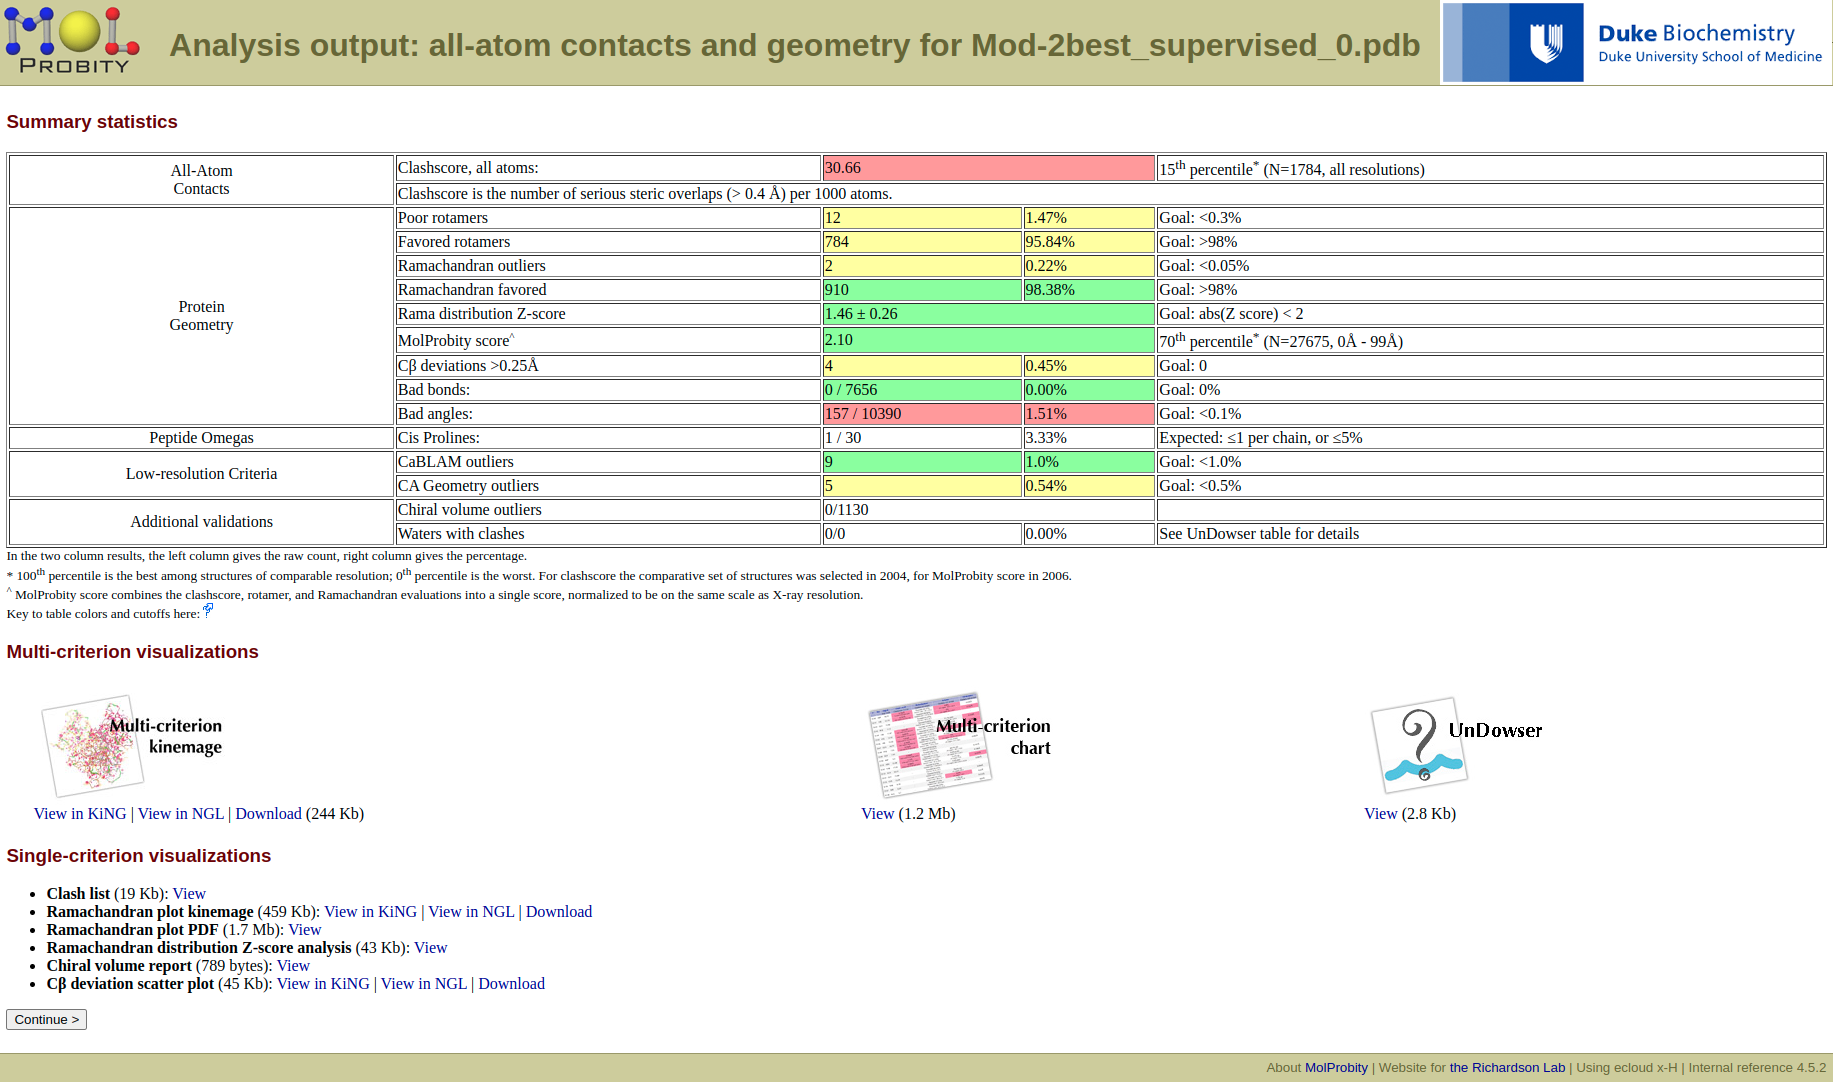 MOL
PROBITY
Analysis output: all-atom contacts and geometry for Mod-2best_supervised_0.pdb
Duke Biochemistry
Duke University School of Medicine
Summary statistics
All-Atom Contacts
Clashscore, all atoms: 30.66 15th percentile* (N=1784, all resolutions)
Clashscore is the number of serious steric overlaps (> 0.4 Å) per 1000 atoms.
Protein Geometry
Poor rotamers 12 1.47% Goal: <0.3%
Favored rotamers 784 95.84% Goal: >98%
Ramachandran outliers 2 0.22% Goal: <0.05%
Ramachandran favored 910 98.38% Goal: >98%
Rama distribution Z-score 1.46 ± 0.26 Goal: abs(Z score) < 2
MolProbity score^ 2.10 70th percentile* (N=27675, 0Å - 99Å)
Cβ deviations >0.25Å 4 0.45% Goal: 0
Bad bonds: 0 / 7656 0.00% Goal: 0%
Bad angles: 157 / 10390 1.51% Goal: <0.1%
Peptide Omegas Cis Prolines: 1 / 30 3.33% Expected: ≤1 per chain, or ≤5%
Low-resolution Criteria
CaBLAM outliers 9 1.0% Goal: <1.0%
CA Geometry outliers 5 0.54% Goal: <0.5%
Additional validations
Chiral volume outliers 0/1130
Waters with clashes 0/0 0.00% See UnDowser table for details
In the two column results, the left column gives the raw count, right column gives the percentage.
* 100th percentile is the best among structures of comparable resolution; 0th percentile is the worst. For clashscore the comparative set of structures was selected in 2004, for MolProbity score in 2006.
^ MolProbity score combines the clashscore, rotamer, and Ramachandran evaluations into a single score, normalized to be on the same scale as X-ray resolution.
Key to table colors and cutoffs here: ?
Multi-criterion visualizations
Multi-criterion
kinemage
Multi-criterion
chart
UnDowser
View in KiNG | View in NGL | Download (244 Kb)
View (1.2 Mb)
View (2.8 Kb)
Single-criterion visualizations
• Clash list (19 Kb): View
• Ramachandran plot kinemage (459 Kb): View in KiNG | View in NGL | Download
• Ramachandran plot PDF (1.7 Mb): View
• Ramachandran distribution Z-score analysis (43 Kb): View
• Chiral volume report (789 bytes): View
• Cβ deviation scatter plot (45 Kb): View in KiNG | View in NGL | Download
Continue >
About MolProbity | Website for the Richardson Lab | Using ecloud x-H | Internal reference 4.5.2